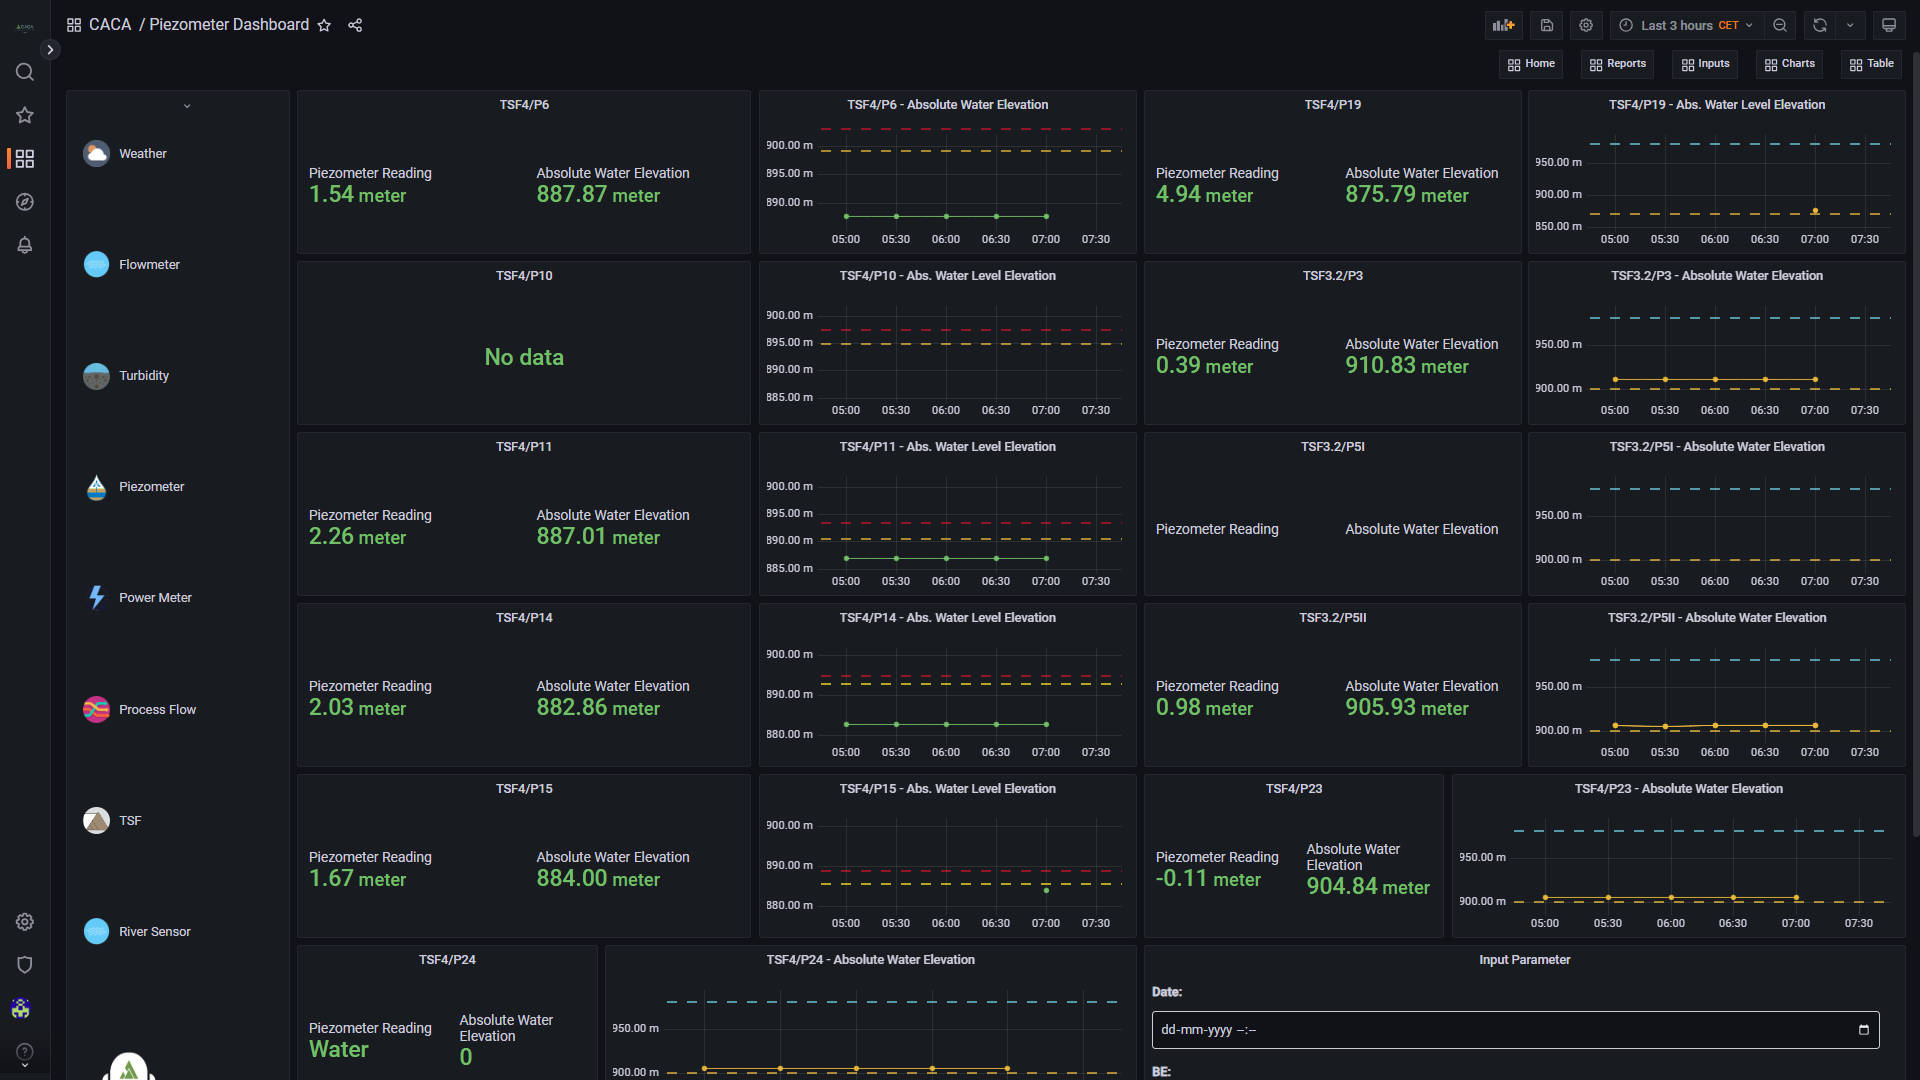 CACA / Piezometer Dashboard
Last 3 hours CET
Home
Reports
Inputs
Charts
Table
Weather
Flowmeter
Turbidity
Piezometer
Power Meter
Process Flow
TSF
River Sensor
TSF4/P6
Piezometer Reading
1.54 meter
Absolute Water Elevation
887.87 meter
TSF4/P6 - Absolute Water Elevation
900.00 m
895.00 m
890.00 m
05:00 05:30 06:00 06:30 07:00 07:30
TSF4/P19
Piezometer Reading
4.94 meter
Absolute Water Elevation
875.79 meter
TSF4/P19 - Abs. Water Level Elevation
950.00 m
900.00 m
850.00 m
05:00 05:30 06:00 06:30 07:00 07:30
TSF4/P10
No data
TSF4/P10 - Abs. Water Level Elevation
900.00 m
895.00 m
890.00 m
885.00 m
05:00 05:30 06:00 06:30 07:00 07:30
TSF3.2/P3
Piezometer Reading
0.39 meter
Absolute Water Elevation
910.83 meter
TSF3.2/P3 - Absolute Water Elevation
950.00 m
900.00 m
05:00 05:30 06:00 06:30 07:00 07:30
TSF4/P11
Piezometer Reading
2.26 meter
Absolute Water Elevation
887.01 meter
TSF4/P11 - Abs. Water Level Elevation
900.00 m
895.00 m
890.00 m
885.00 m
05:00 05:30 06:00 06:30 07:00 07:30
TSF3.2/P5I
Piezometer Reading
Absolute Water Elevation
TSF3.2/P5I - Absolute Water Elevation
950.00 m
900.00 m
05:00 05:30 06:00 06:30 07:00 07:30
TSF4/P14
Piezometer Reading
2.03 meter
Absolute Water Elevation
882.86 meter
TSF4/P14 - Abs. Water Level Elevation
900.00 m
890.00 m
880.00 m
05:00 05:30 06:00 06:30 07:00 07:30
TSF3.2/P5II
Piezometer Reading
0.98 meter
Absolute Water Elevation
905.93 meter
TSF3.2/P5II - Absolute Water Elevation
950.00 m
900.00 m
05:00 05:30 06:00 06:30 07:00 07:30
TSF4/P15
Piezometer Reading
1.67 meter
Absolute Water Elevation
884.00 meter
TSF4/P15 - Abs. Water Level Elevation
900.00 m
890.00 m
880.00 m
05:00 05:30 06:00 06:30 07:00 07:30
TSF4/P23
Piezometer Reading
-0.11 meter
Absolute Water
Elevation
904.84 meter
TSF4/P23 - Absolute Water Elevation
950.00 m
900.00 m
05:00 05:30 06:00 06:30 07:00 07:30
TSF4/P24
Piezometer Reading
Water
Absolute Water
Elevation
0
TSF4/P24 - Absolute Water Elevation
950.00 m
900.00 m
Input Parameter
Date:
dd-mm-yyyy --:--
BE: